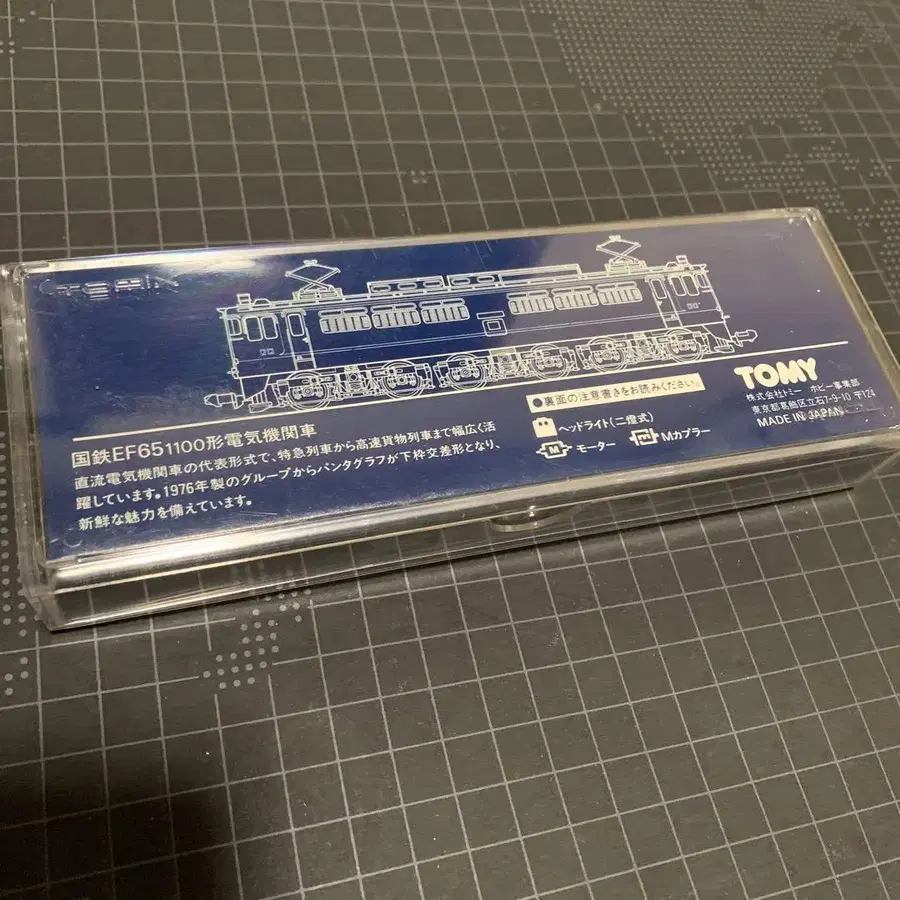 TOMIX
国鉄EF651100形電気機関車
直流電気機関車の代表形式で、特急列車から高速貨物列車まで幅広く活
躍しています。1976年製のグループからパンタグラフが下枠交差形となり、
新鮮な魅力を備えています。
●裏面の注意書きをお読みください。
ヘッドライト(二燈式)
M モーター M Mカプラー
TOMY
株式会社トミー ホビー事業部
東京都葛飾区立石7-9-10 〒124
MADE IN JAPAN